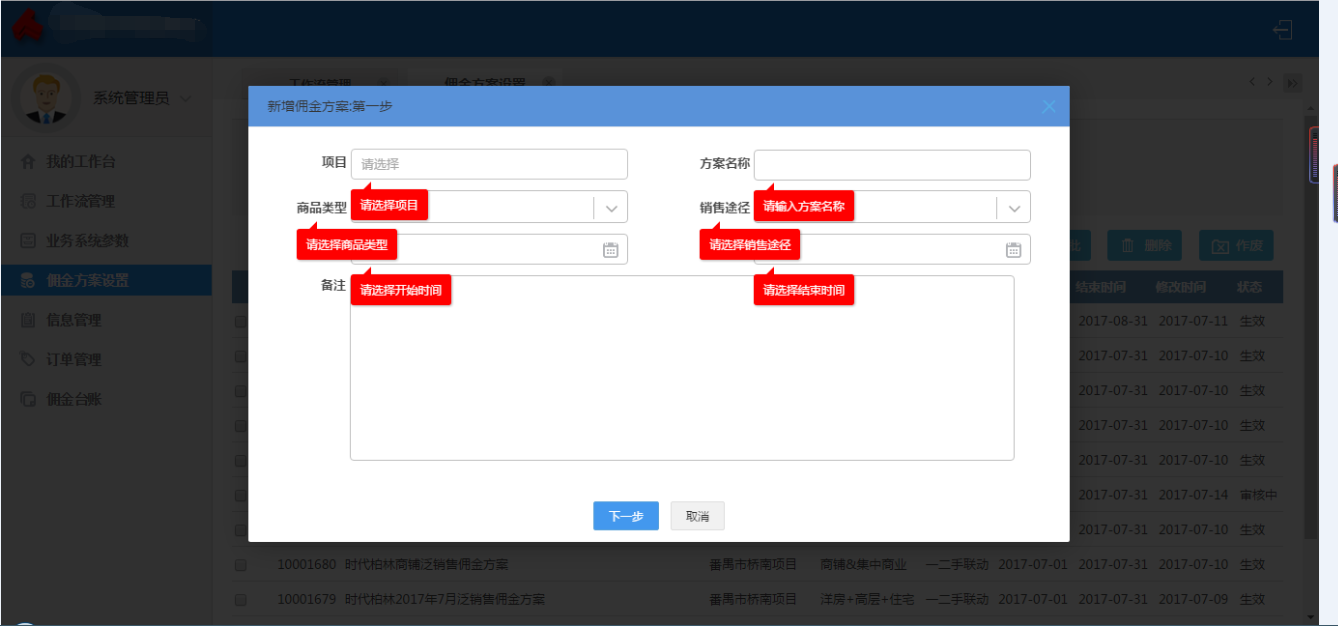 系统管理员
工作流管理
佣金方案设置
我的工作台
工作流管理
业务系统参数
佣金方案设置
信息管理
订单管理
佣金台账
新增佣金方案:第一步
项目 请选择
方案名称
请选择项目
请输入方案名称
商品类型
销售途径
请选择商品类型
请选择销售途径
备注
请选择开始时间
请选择结束时间
下一步 取消
删除 作废
结束时间 修改时间 状态
2017-08-31 2017-07-11 生效
2017-07-31 2017-07-10 生效
2017-07-31 2017-07-10 生效
2017-07-31 2017-07-10 生效
2017-07-31 2017-07-10 生效
2017-07-31 2017-07-14 审核中
2017-07-31 2017-07-10 生效
10001680 时代柏林商铺泛销售佣金方案 番禺市桥南项目 商铺&集中商业 一二手联动 2017-07-01 2017-07-31 2017-07-10 生效
10001679 时代柏林2017年7月泛销售佣金方案 番禺市桥南项目 洋房+高层+住宅 一二手联动 2017-07-01 2017-07-31 2017-07-09 生效